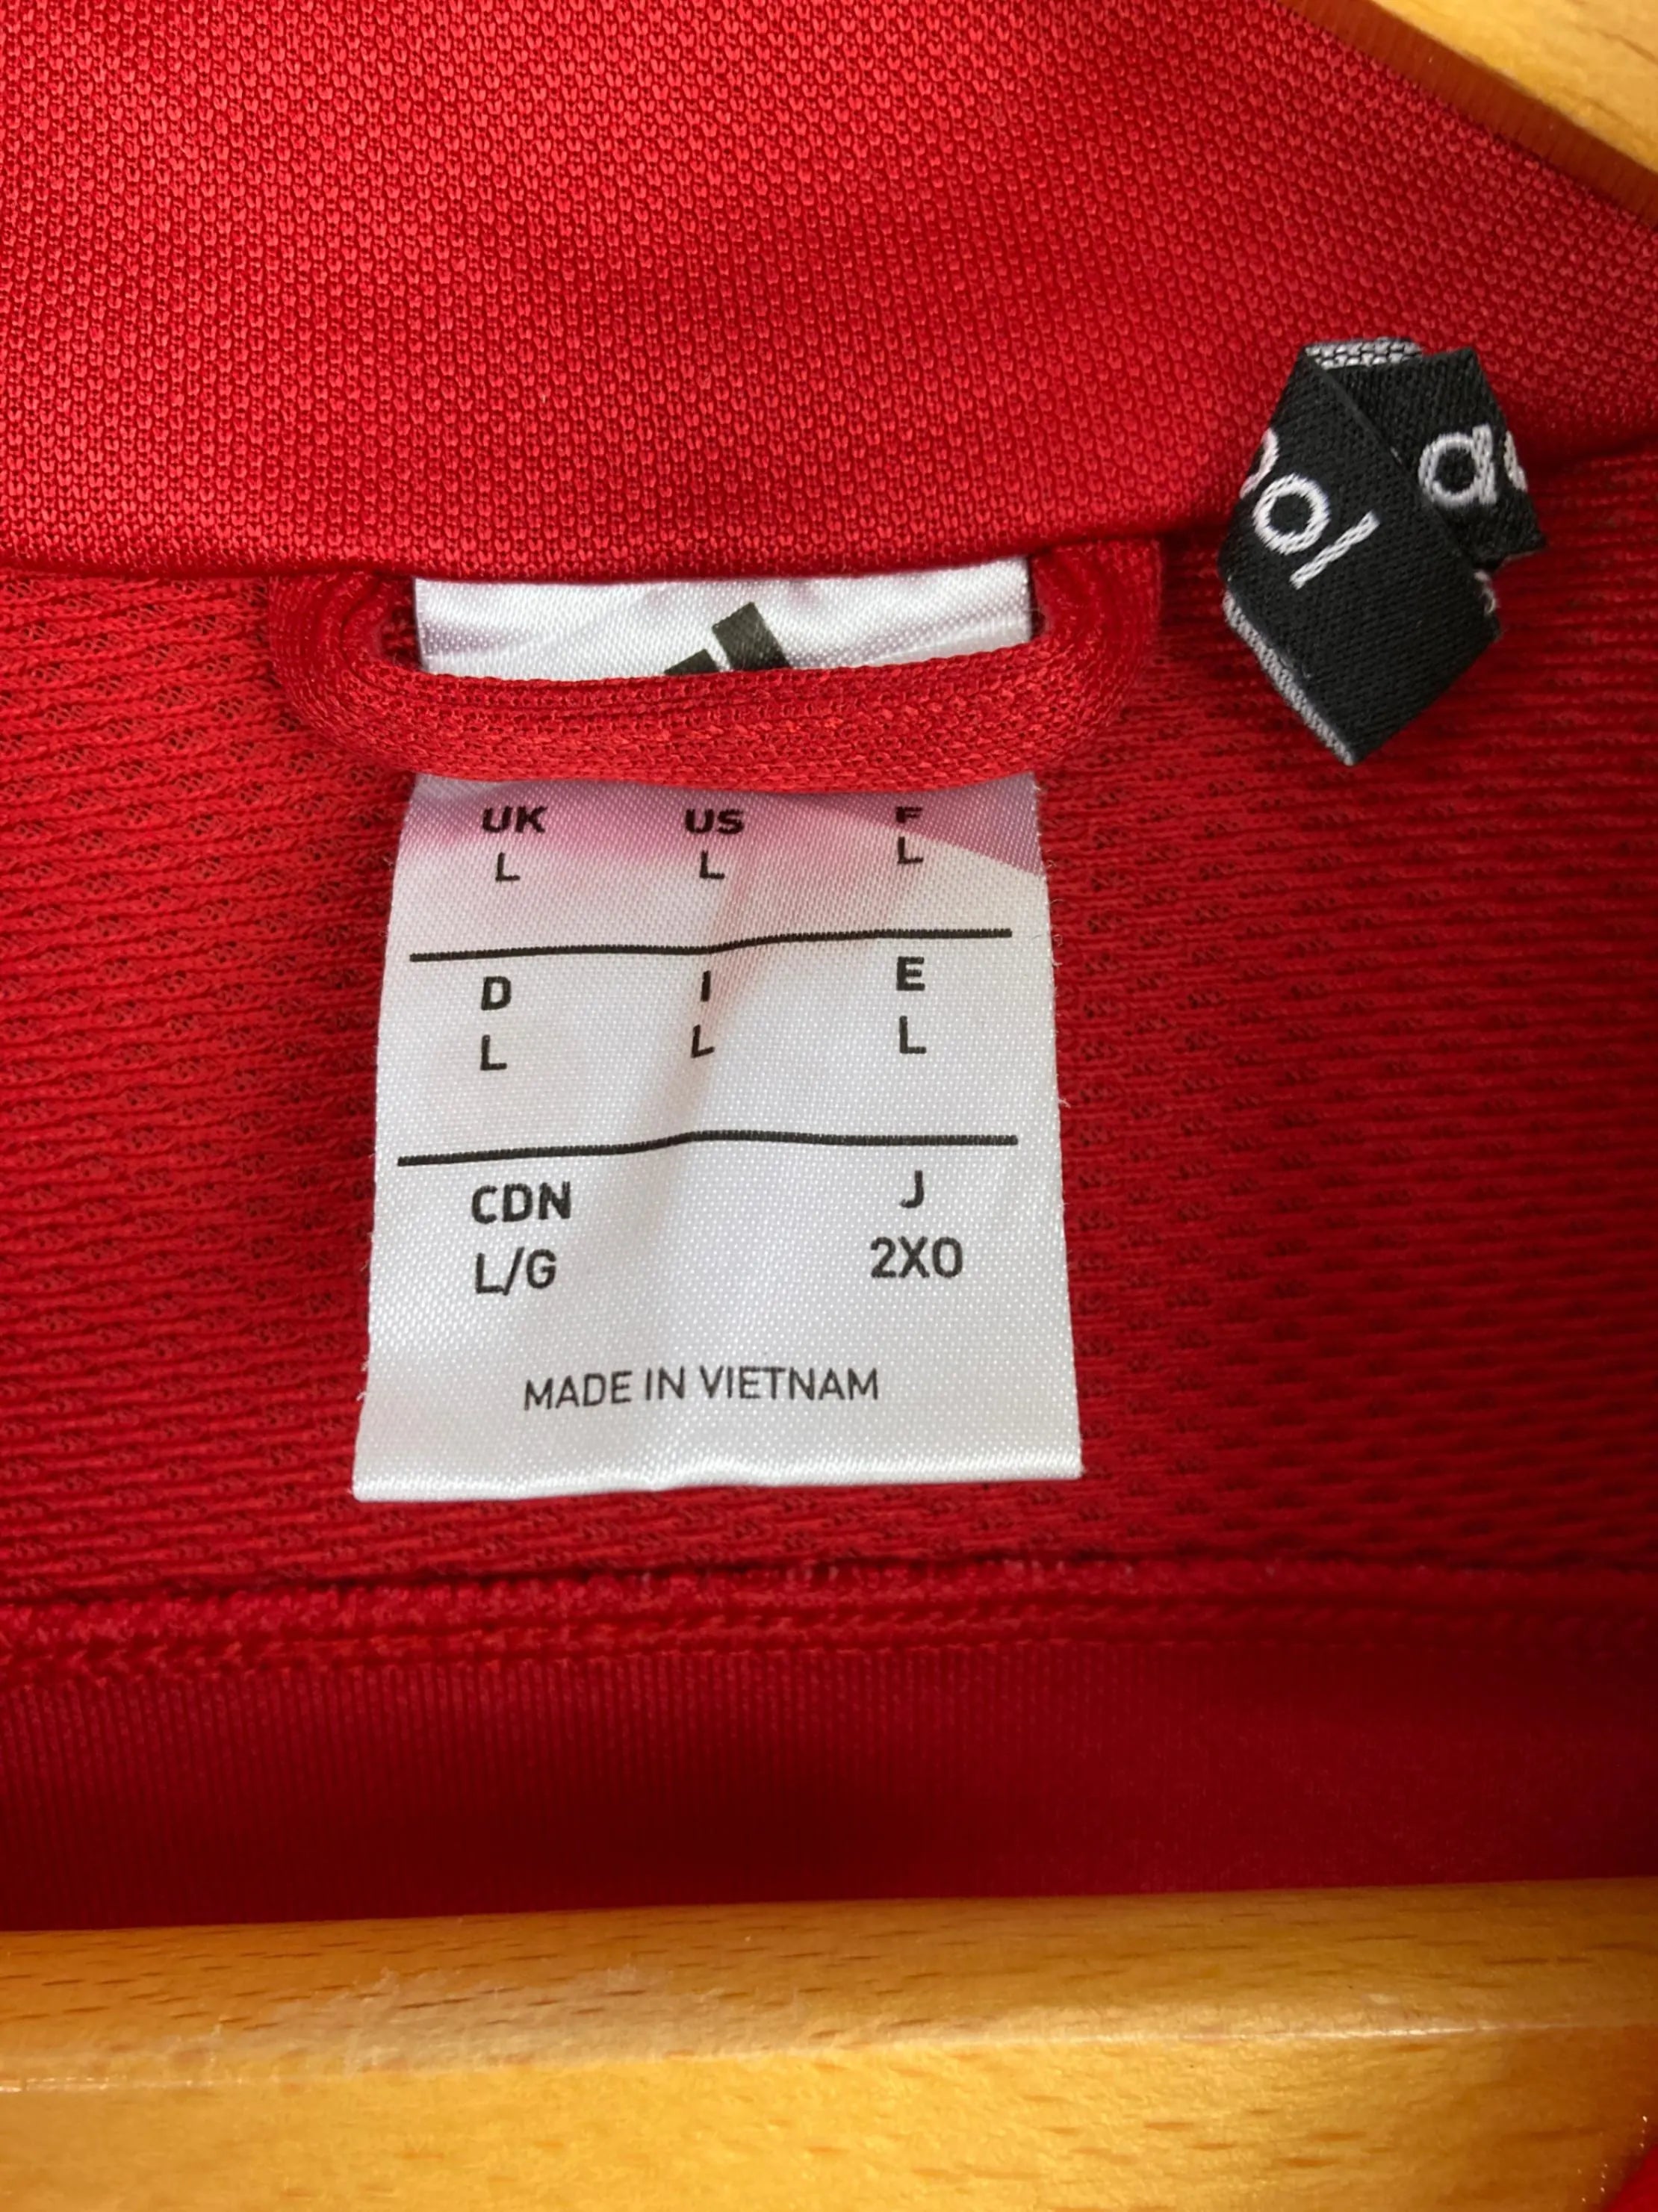 UK US F
L L L
D I E
L L L
CDN J
L/G 2XO
MADE IN VIETNAM